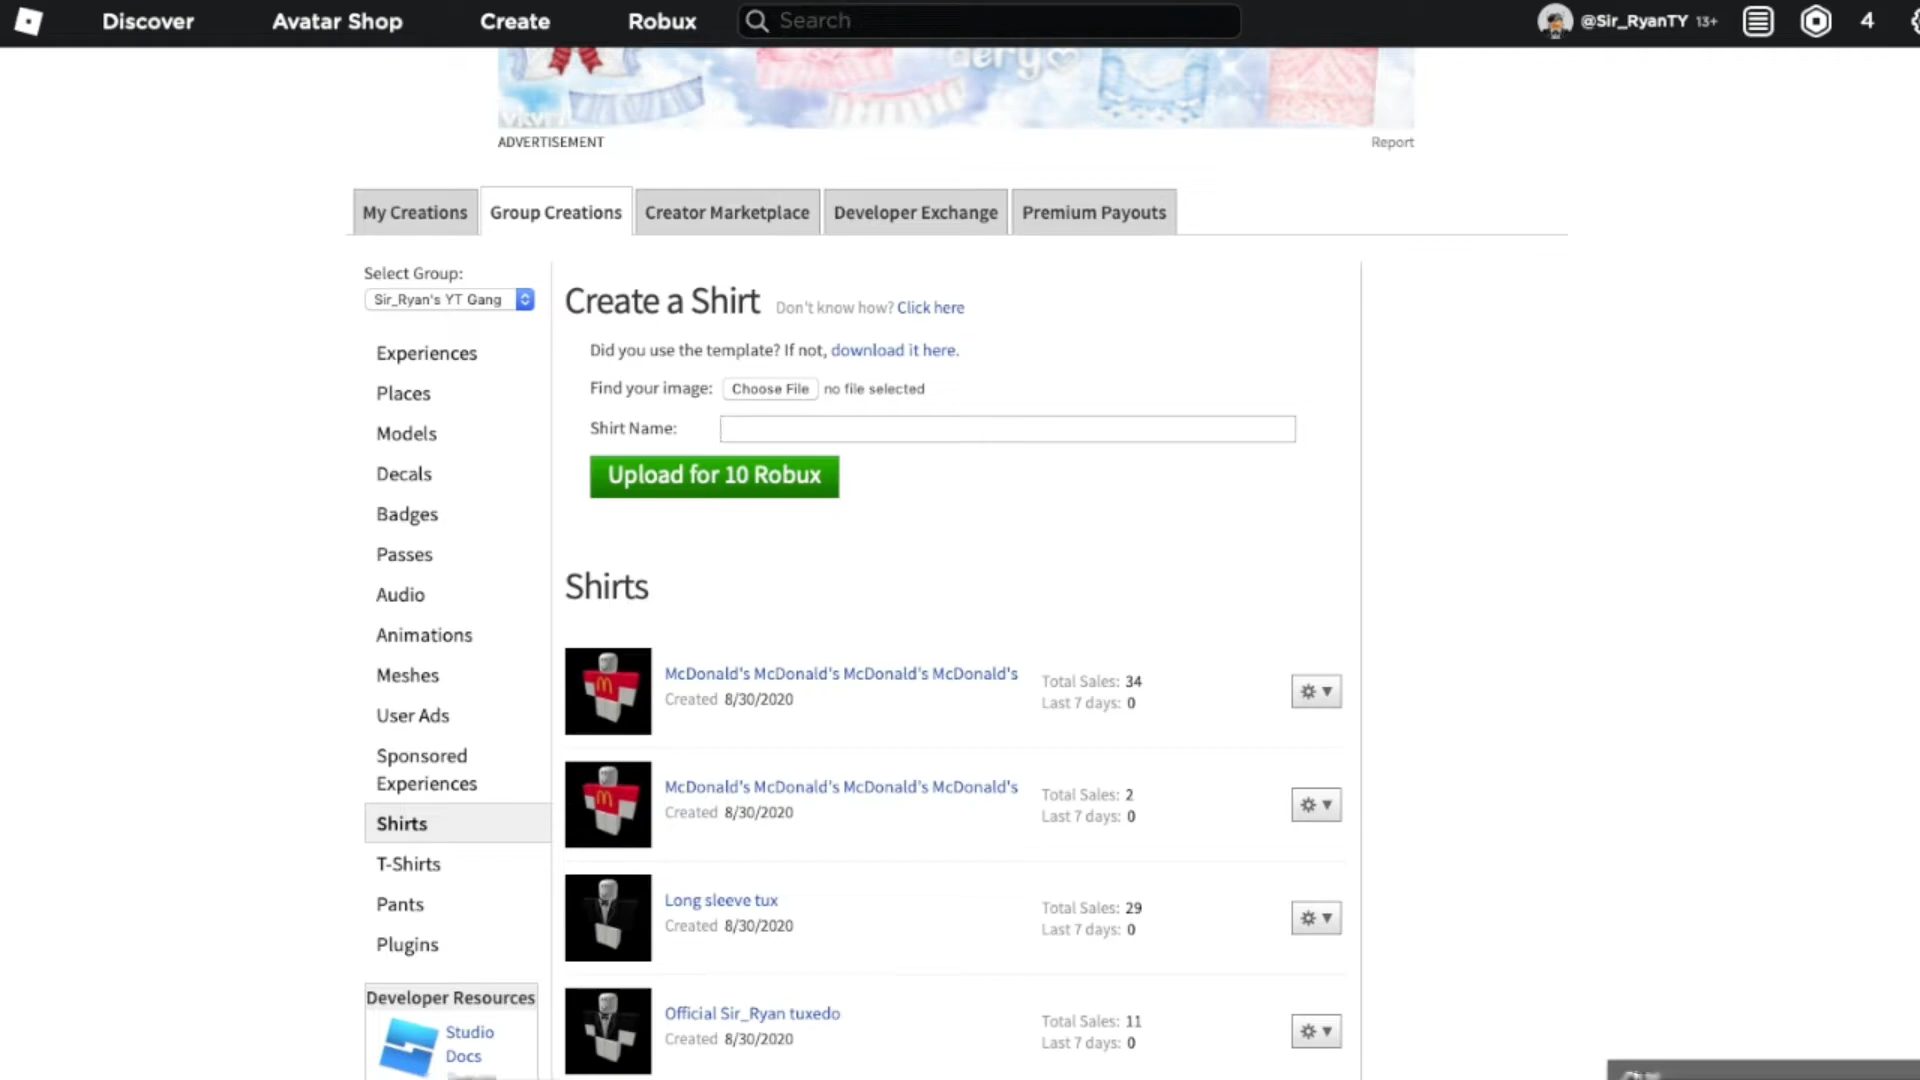 Discover
Avatar Shop
Create
Robux
Search
@Sir_RyanTY 13+
4
ADVERTISEMENT
Report
My Creations
Group Creations
Creator Marketplace
Developer Exchange
Premium Payouts
Select Group:
Sir_Ryan's YT Gang
Experiences
Places
Models
Decals
Badges
Passes
Audio
Animations
Meshes
User Ads
Sponsored
Experiences
Shirts
T-Shirts
Pants
Plugins
Developer Resources
Studio
Docs
Create a Shirt Don't know how? Click here
Did you use the template? If not, download it here.
Find your image: Choose File no file selected
Shirt Name:
Upload for 10 Robux
Shirts
McDonald's McDonald's McDonald's McDonald's
Created 8/30/2020
Total Sales: 34
Last 7 days: 0
McDonald's McDonald's McDonald's McDonald's
Created 8/30/2020
Total Sales: 2
Last 7 days: 0
Long sleeve tux
Created 8/30/2020
Total Sales: 29
Last 7 days: 0
Official Sir_Ryan tuxedo
Created 8/30/2020
Total Sales: 11
Last 7 days: 0